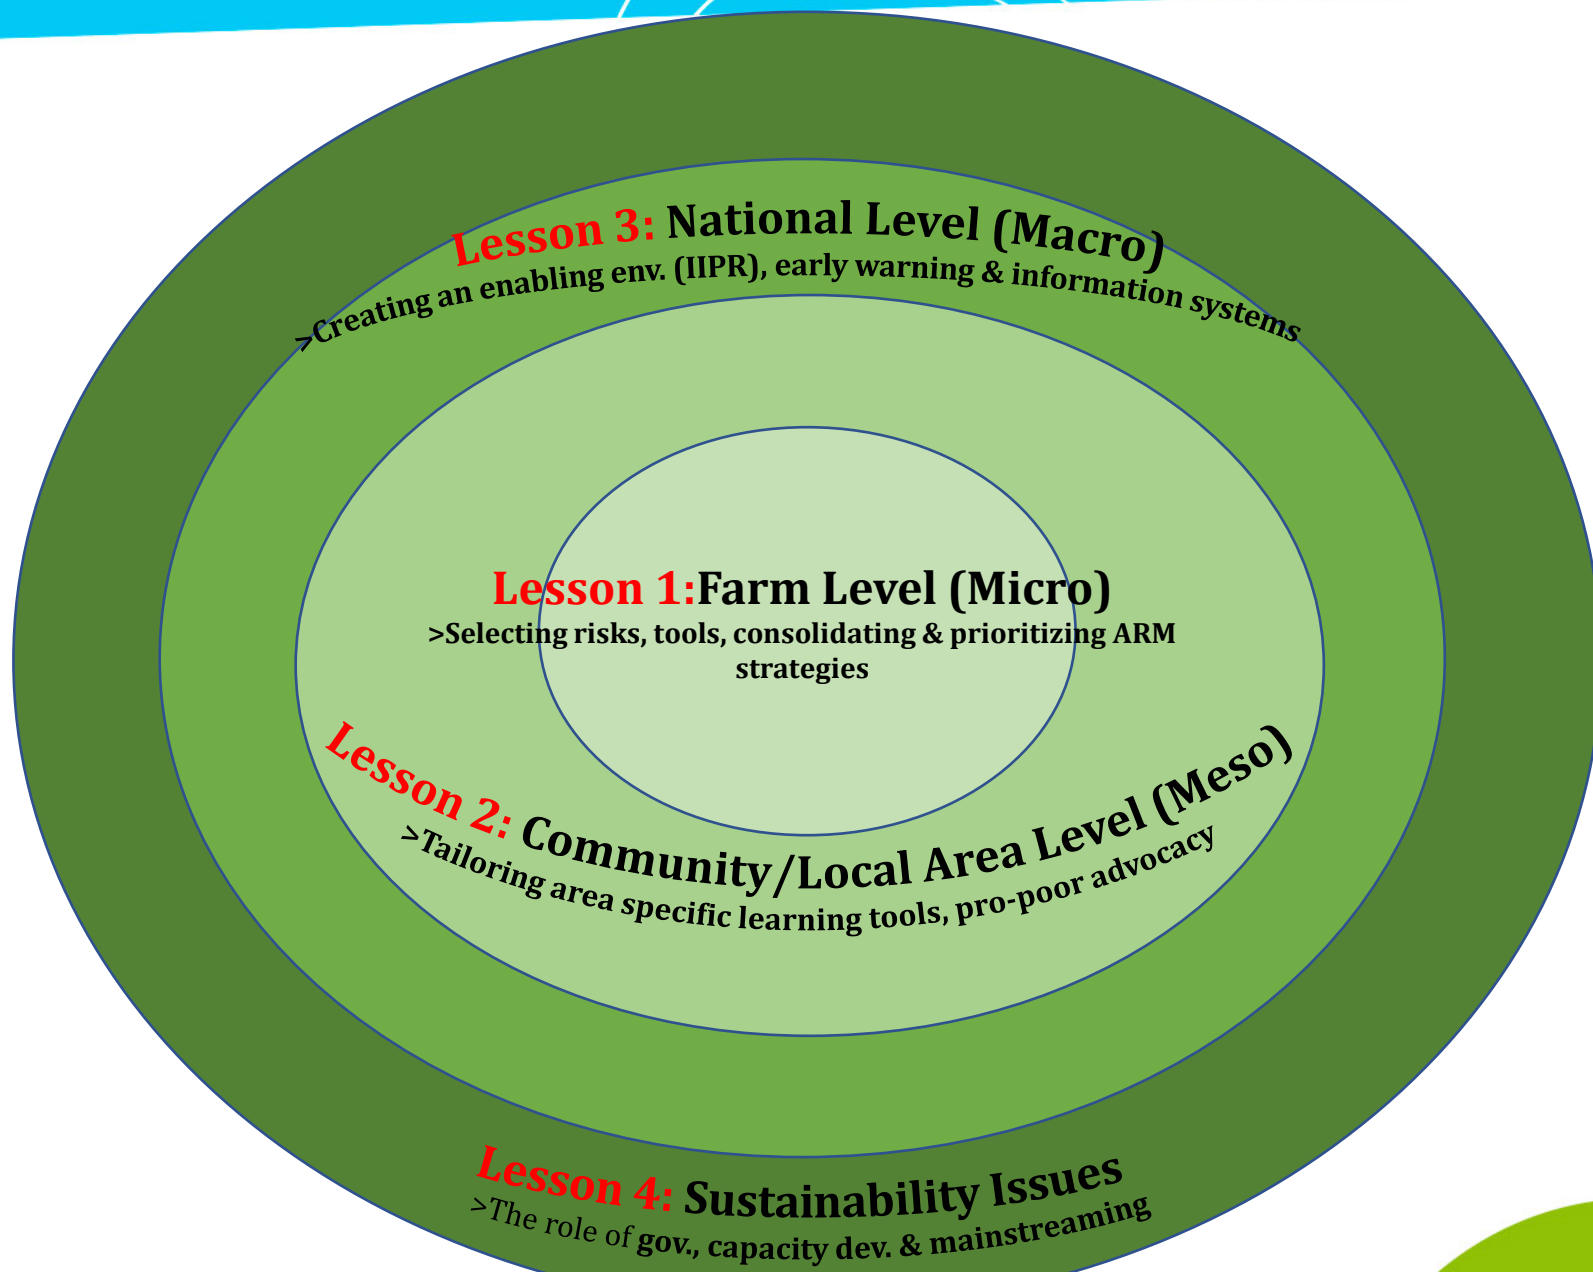 Lesson 3: National Level (Macro)
>Creating an enabling env. (IIPR), early warning & information systems
Lesson 1:Farm Level (Micro)
>Selecting risks, tools, consolidating & prioritizing ARM
strategies
Lesson 2: Community/Local Area Level (Meso)
>Tailoring area specific learning tools, pro-poor advocacy
Lesson 4: Sustainability Issues
>The role of gov., capacity dev. & mainstreaming